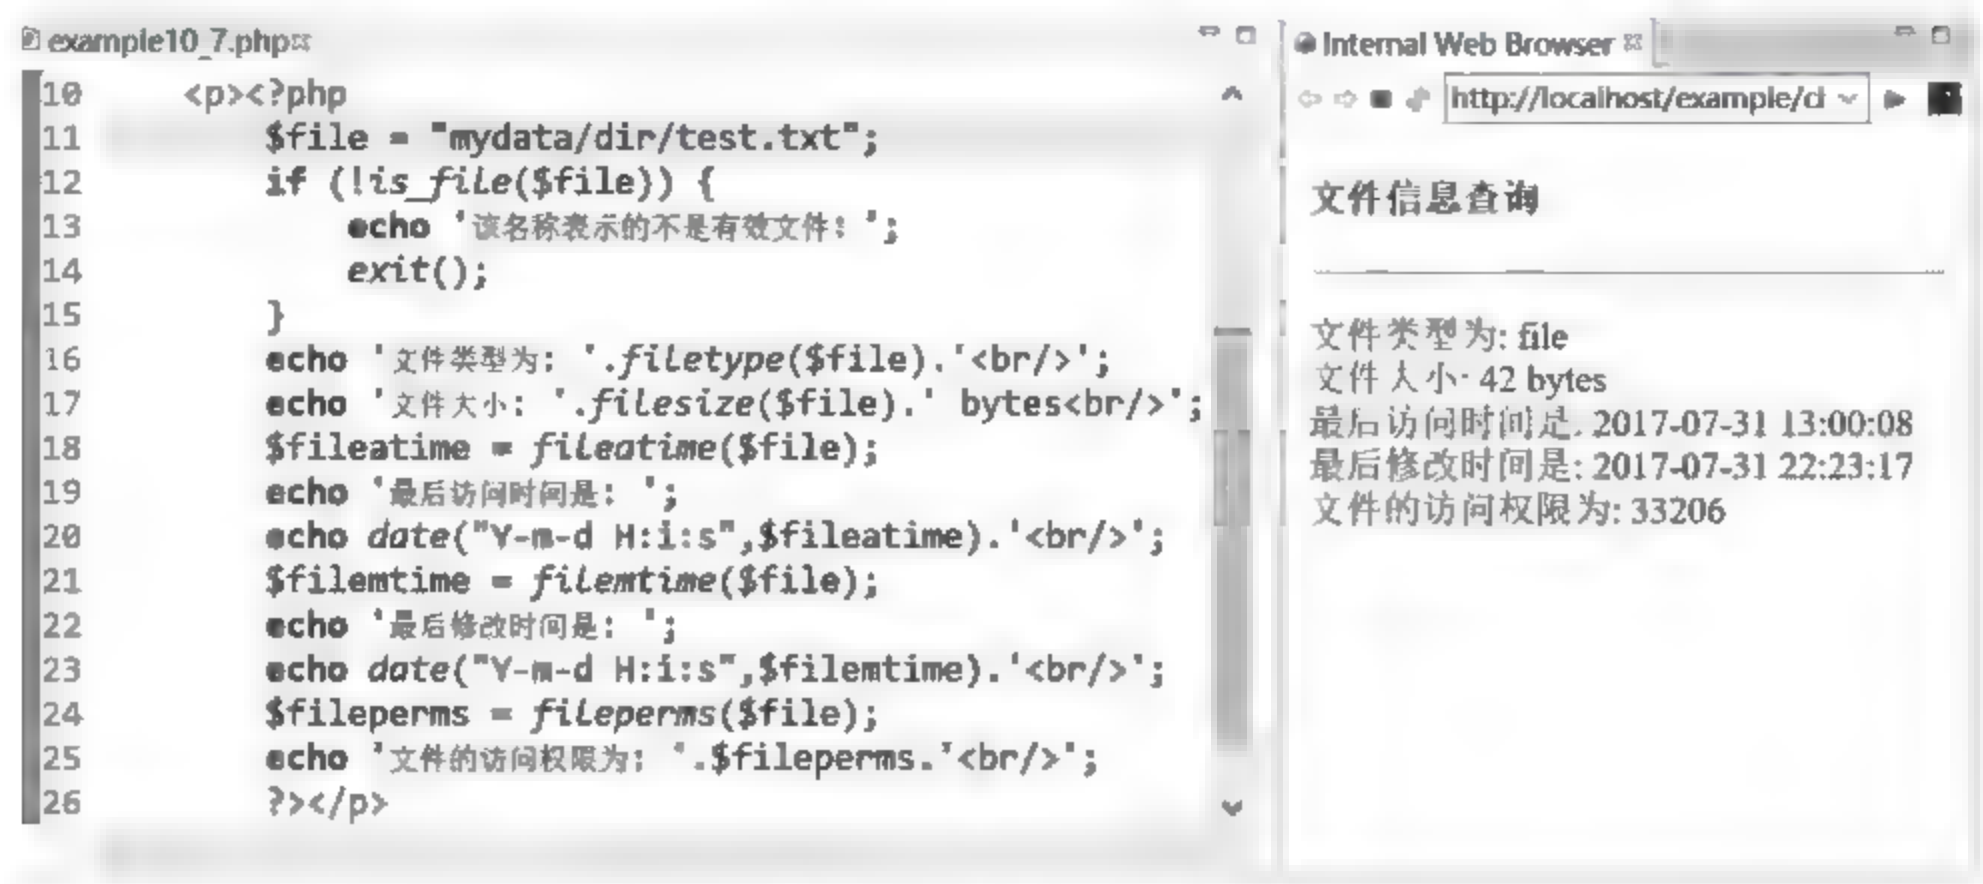 example10_7.php
10 <p><?php
11 $file = "mydata/dir/test.txt";
12 if (!is_file($file)) {
13 echo '该名称表示的不是有效文件：';
14 exit();
15 }
16 echo '文件类型为：'.filetype($file).'<br/>';
17 echo '文件大小：'.filesize($file).' bytes<br/>';
18 $fileatime = fileatime($file);
19 echo '最后访问时间是：';
20 echo date("Y-m-d H:i:s",$fileatime).'<br/>';
21 $filemtime = filemtime($file);
22 echo '最后修改时间是：';
23 echo date("Y-m-d H:i:s",$filemtime).'<br/>';
24 $fileperms = fileperms($file);
25 echo '文件的访问权限为：'.$fileperms.'<br/>';
26 ?></p>
Internal Web Browser
http://localhost/example/cl
文件信息查询
文件类型为: file
文件大小: 42 bytes
最后访问时间是: 2017-07-31 13:00:08
最后修改时间是: 2017-07-31 22:23:17
文件的访问权限为: 33206